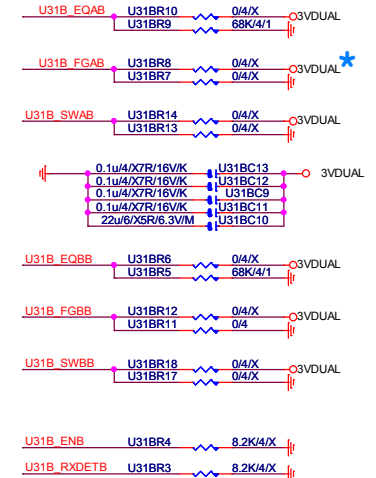 U31B_EQAB U31BR10 0/4/X 3VDUAL
U31BR9 68K/4/1
U31B_FGAB U31BR8 0/4/X 3VDUAL
U31BR7 0/4/X
U31B_SWAB U31BR14 0/4/X 3VDUAL
U31BR13 0/4/X
0.1u/4/X7R/16V/K U31BC13 3VDUAL
0.1u/4/X7R/16V/K U31BC12
0.1u/4/X7R/16V/K U31BC9
0.1u/4/X7R/16V/K U31BC11
22u/6/X5R/6.3V/M U31BC10
U31B_EQBB U31BR6 0/4/X 3VDUAL
U31BR5 68K/4/1
U31B_FGBB U31BR12 0/4/X 3VDUAL
U31BR11 0/4
U31B_SWBB U31BR18 0/4/X 3VDUAL
U31BR17 0/4/X
U31B_ENB U31BR4 8.2K/4/X
U31B_RXDETB U31BR3 8.2K/4/X